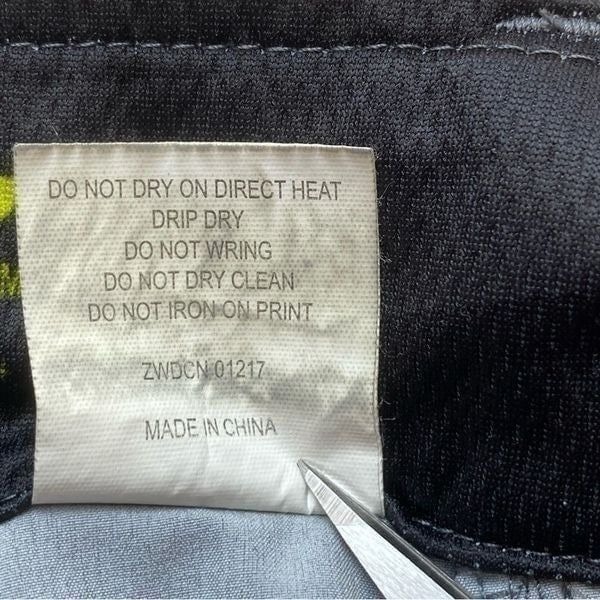 DO NOT DRY ON DIRECT HEAT
DRIP DRY
DO NOT WRING
DO NOT DRY CLEAN
DO NOT IRON ON PRINT
ZWDCN 01217
MADE IN CHINA